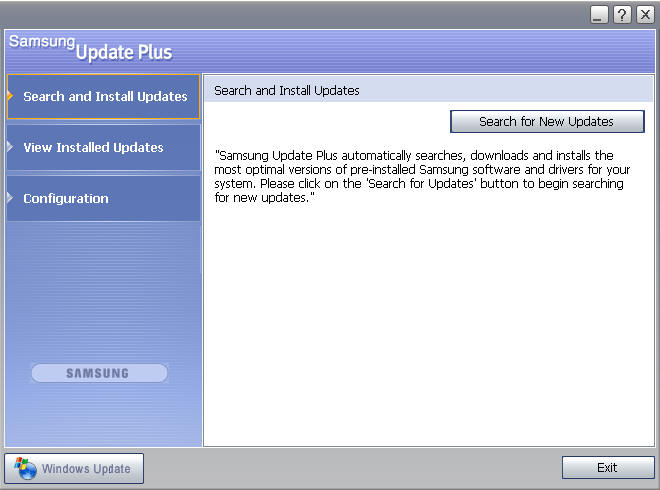 Samsung
Update Plus
Search and Install Updates
View Installed Updates
Configuration
SAMSUNG
Search and Install Updates
Search for New Updates
"Samsung Update Plus automatically searches, downloads and installs the
most optimal versions of pre-installed Samsung software and drivers for your
system. Please click on the 'Search for Updates' button to begin searching
for new updates."
Windows Update
Exit